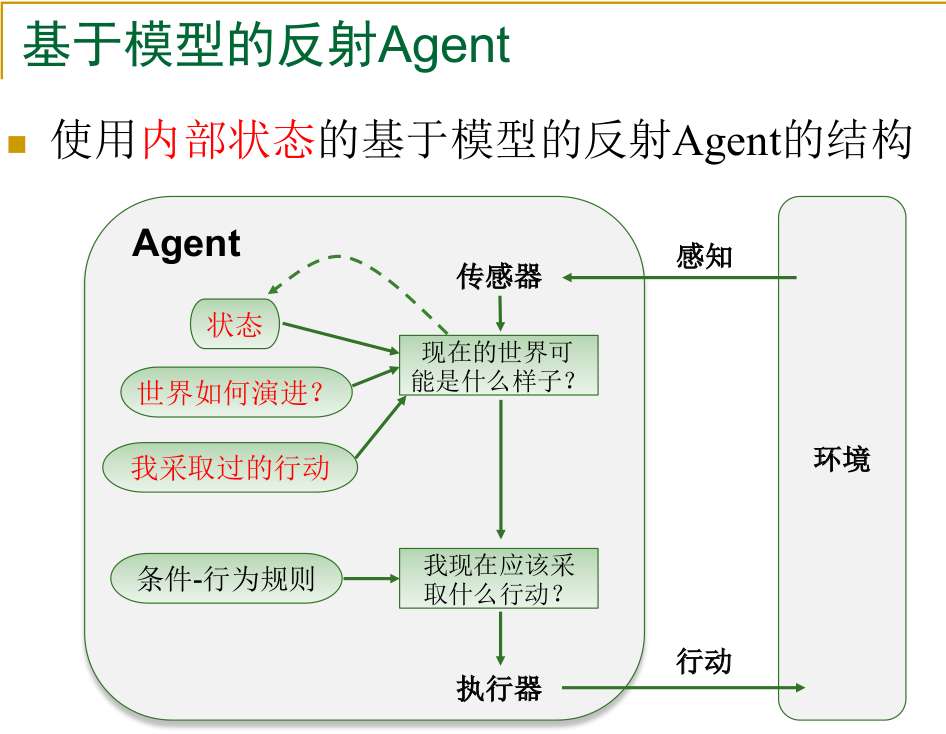 基于模型的反射Agent
使用内部状态的基于模型的反射Agent的结构
Agent
感知
传感器
状态
现在的世界可
能是什么样子？
世界如何演进？
我采取过的行动
环境
条件-行为规则
我现在应该采
取什么行动？
行动
执行器